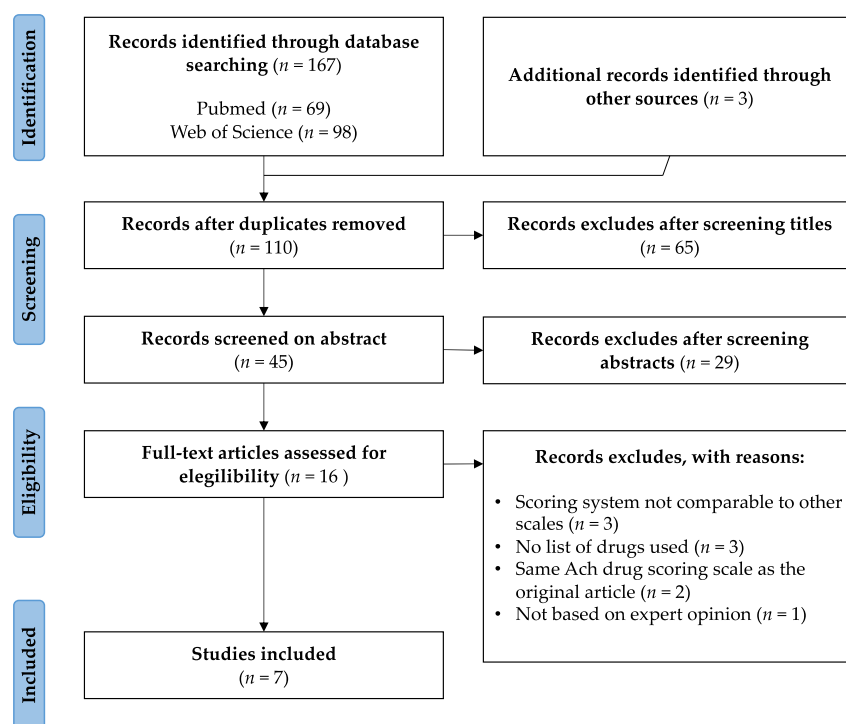 Identification
Records identified through database
searching (n = 167)
Pubmed (n = 69)
Web of Science (n = 98)
Additional records identified through
other sources (n = 3)
Screening
Records after duplicates removed
(n = 110)
Records excludes after screening titles
(n = 65)
Records screened on abstract
(n = 45)
Records excludes after screening
abstracts (n = 29)
Eligibility
Full-text articles assessed for
elegilibility (n = 16 )
Records excludes, with reasons:
• Scoring system not comparable to other
scales (n = 3)
• No list of drugs used (n = 3)
• Same Ach drug scoring scale as the
original article (n = 2)
• Not based on expert opinion (n = 1)
Included
Studies included
(n = 7)